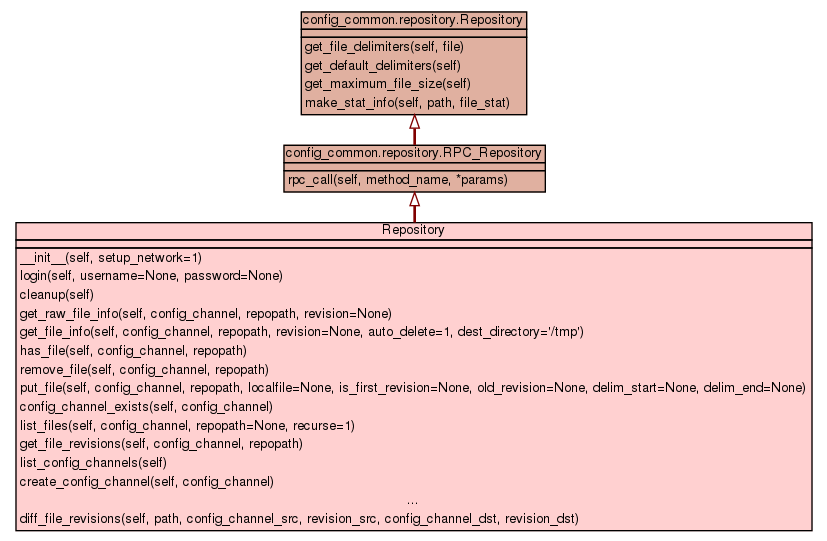 config_common.repository.Repository
get_file_delimiters(self, file)
get_default_delimiters(self)
get_maximum_file_size(self)
make_stat_info(self, path, file_stat)
config_common.repository.RPC_Repository
rpc_call(self, method_name, *params)
Repository
__init__(self, setup_network=1)
login(self, username=None, password=None)
cleanup(self)
get_raw_file_info(self, config_channel, repopath, revision=None)
get_file_info(self, config_channel, repopath, revision=None, auto_delete=1, dest_directory='/tmp')
has_file(self, config_channel, repopath)
remove_file(self, config_channel, repopath)
put_file(self, config_channel, repopath, localfile=None, is_first_revision=None, old_revision=None, delim_start=None, delim_end=None)
config_channel_exists(self, config_channel)
list_files(self, config_channel, repopath=None, recurse=1)
get_file_revisions(self, config_channel, repopath)
list_config_channels(self)
create_config_channel(self, config_channel)
...
diff_file_revisions(self, path, config_channel_src, revision_src, config_channel_dst, revision_dst)